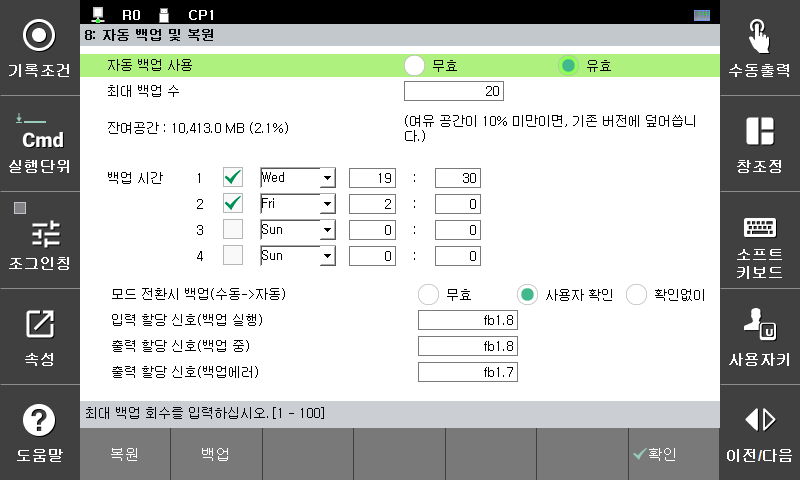 R0 CP1
8: 자동 백업 및 복원
기록조건
Cmd
실행단위
조그인칭
속성
도움말
자동 백업 사용 무효 유효
최대 백업 수 20
잔여공간 : 10,413.0 MB (2.1%) (여유 공간이 10% 미만이면, 기존 버전에 덮어씁니
다.)
백업 시간 1 Wed 19 : 30
2 Fri 2 : 0
3 Sun 0 : 0
4 Sun 0 : 0
모드 전환시 백업(수동->자동) 무효 사용자 확인 확인없이
입력 할당 신호(백업 실행) fb1.8
출력 할당 신호(백업 중) fb1.8
출력 할당 신호(백업에러) fb1.7
최대 백업 회수를 입력하십시오.[1 - 100]
복원 백업 확인
수동출력
창조정
소프트
키보드
U
사용자키
이전/다음